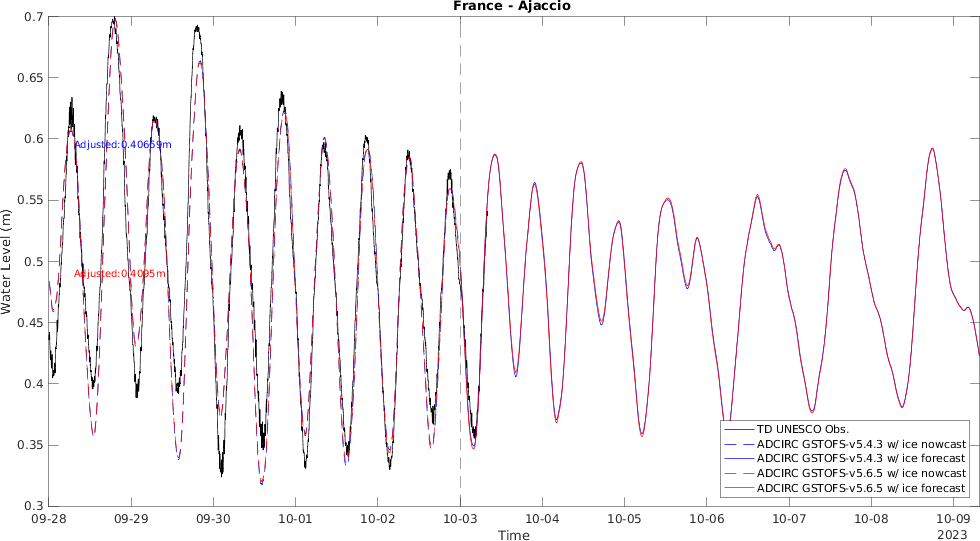 France - Ajaccio
0.7
0.65
0.6
0.55
0.5
0.45
0.4
0.35
0.3
Water Level (m)
Adjusted:0.40659m
Adjusted:0.4095m
TD UNESCO Obs.
ADCIRC GSTOFS-v5.4.3 w/ ice nowcast
ADCIRC GSTOFS-v5.4.3 w/ ice forecast
ADCIRC GSTOFS-v5.6.5 w/ ice nowcast
ADCIRC GSTOFS-v5.6.5 w/ ice forecast
09-28 09-29 09-30 10-01 10-02 10-03 10-04 10-05 10-06 10-07 10-08 10-09
Time
2023